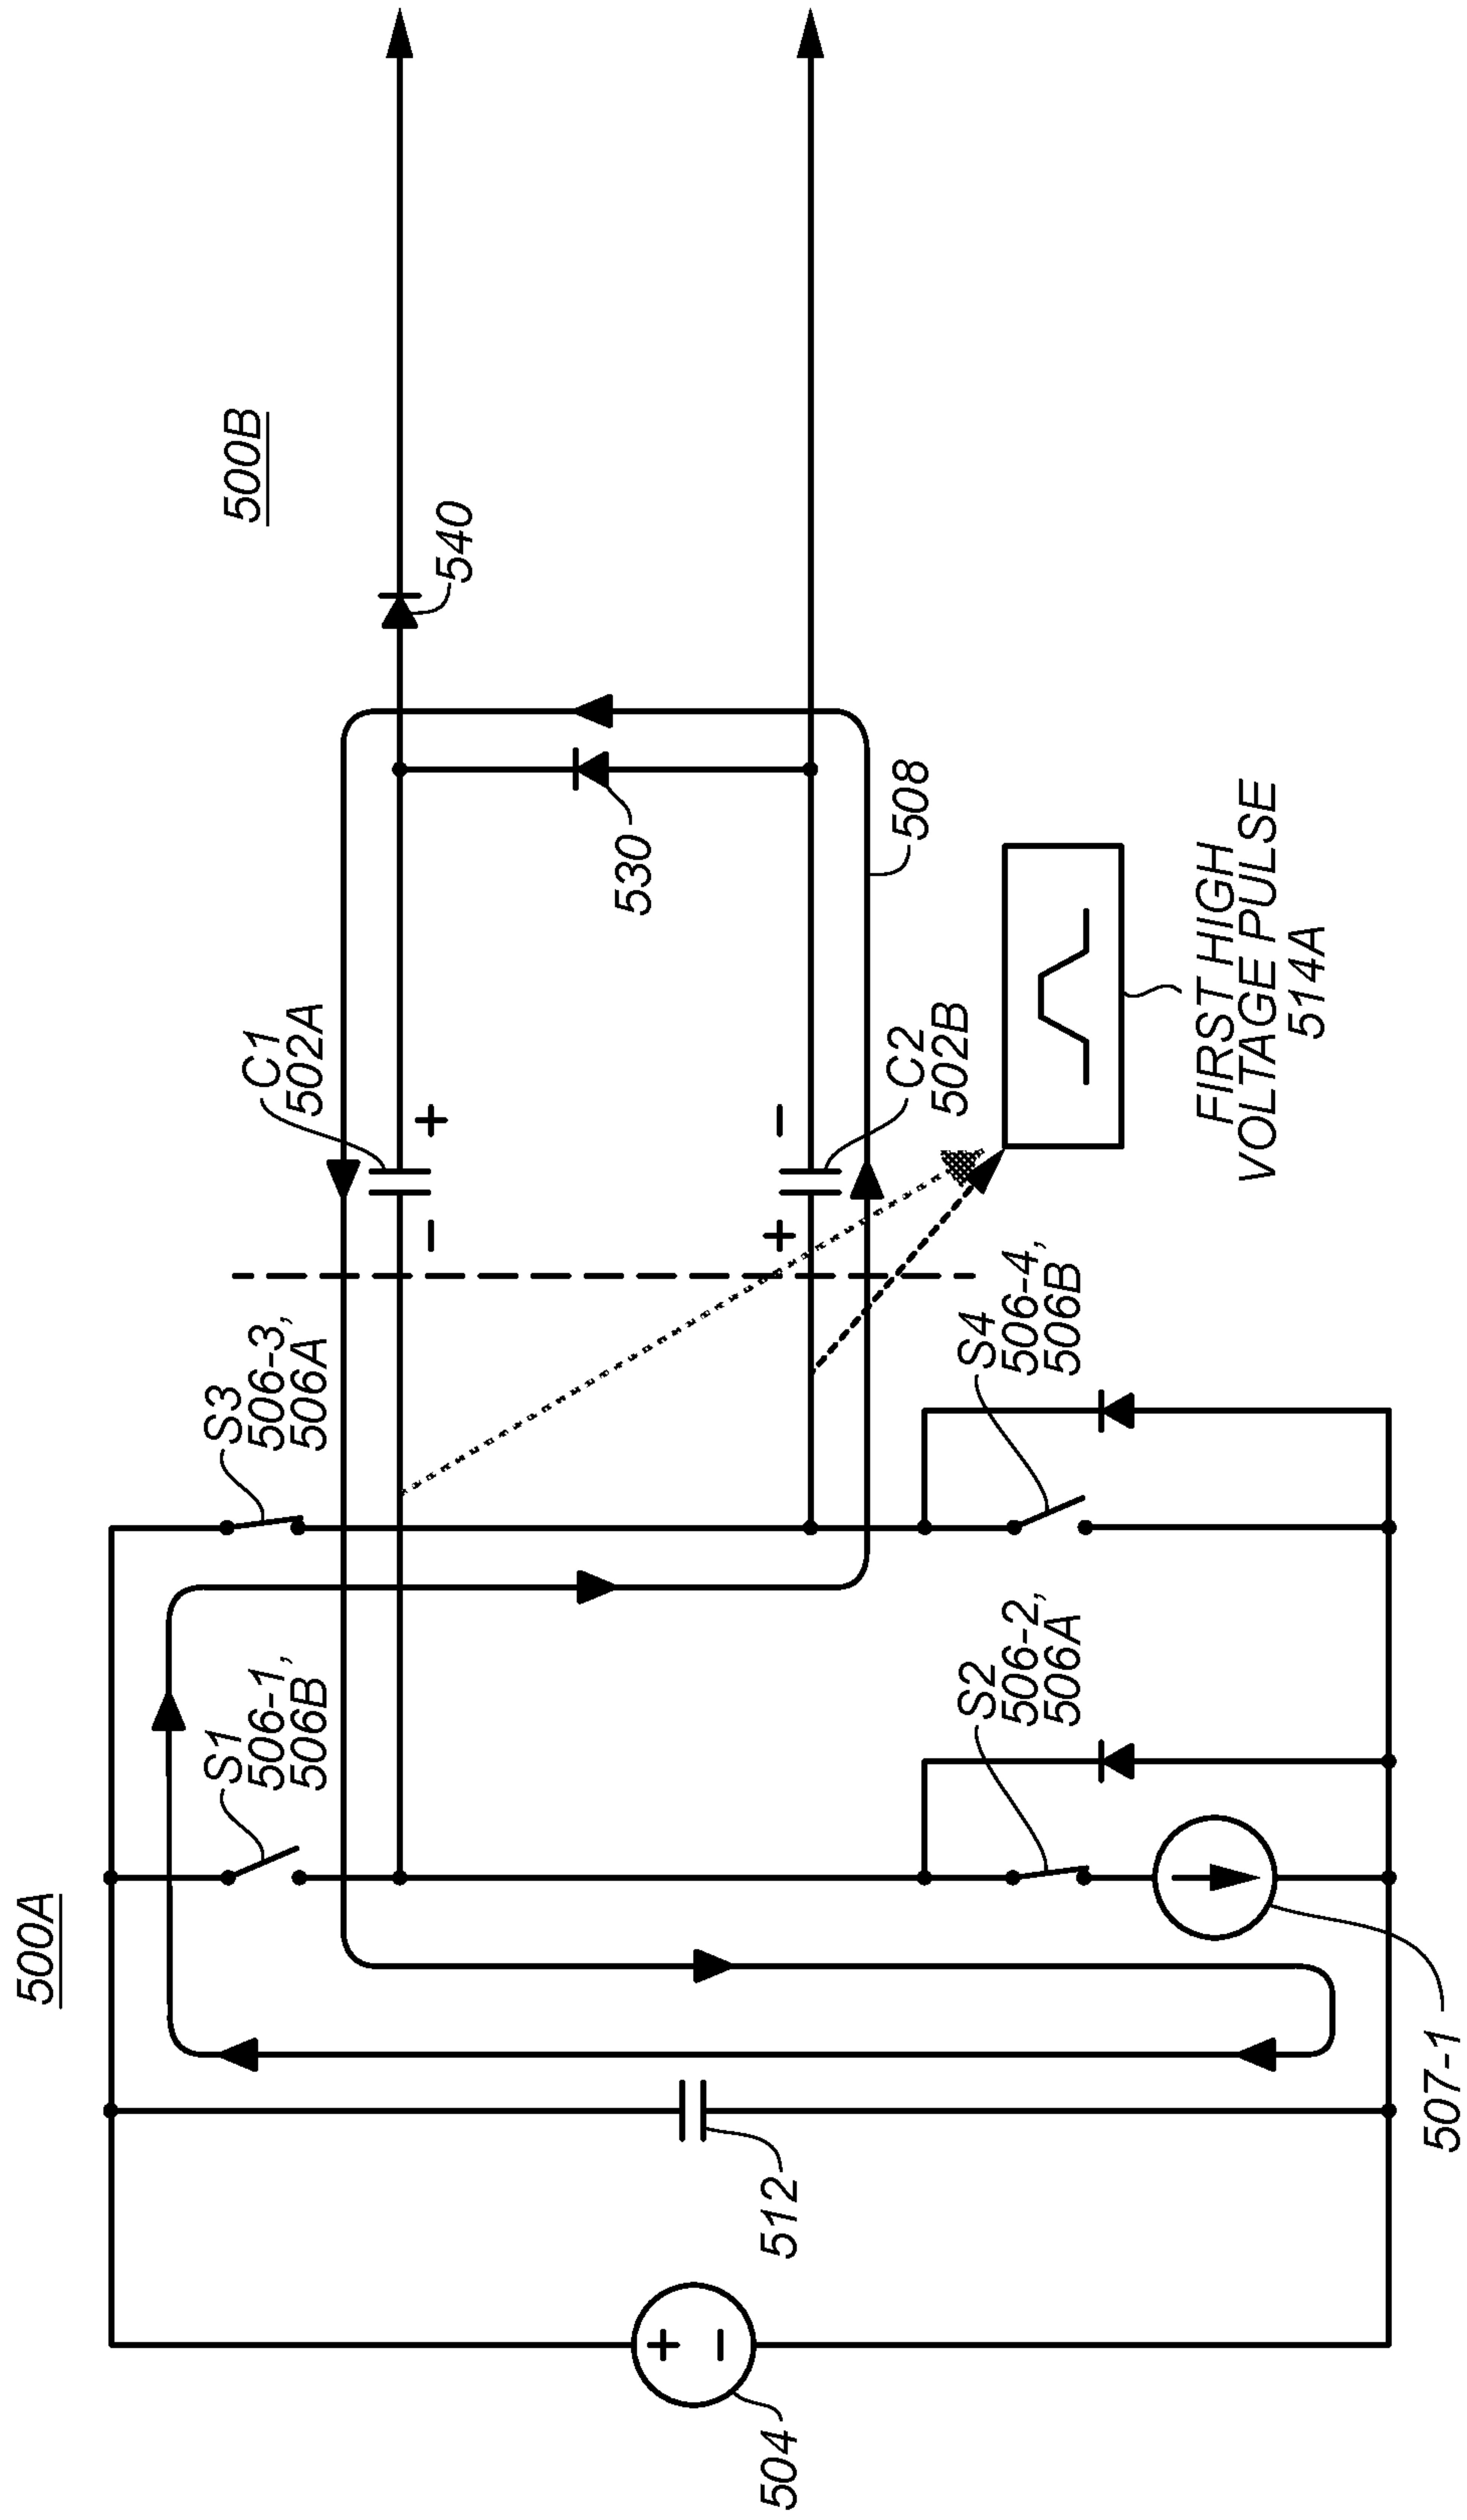 500A
500B
S1
506-1,
506B
S3
506-3,
506A
C1
502A
540
530
+
−
−
+
C2
502B
508
S2
506-2,
506A
S4
506-4,
506B
512
504
+
−
507-1
FIRST HIGH
VOLTAGE PULSE
514A